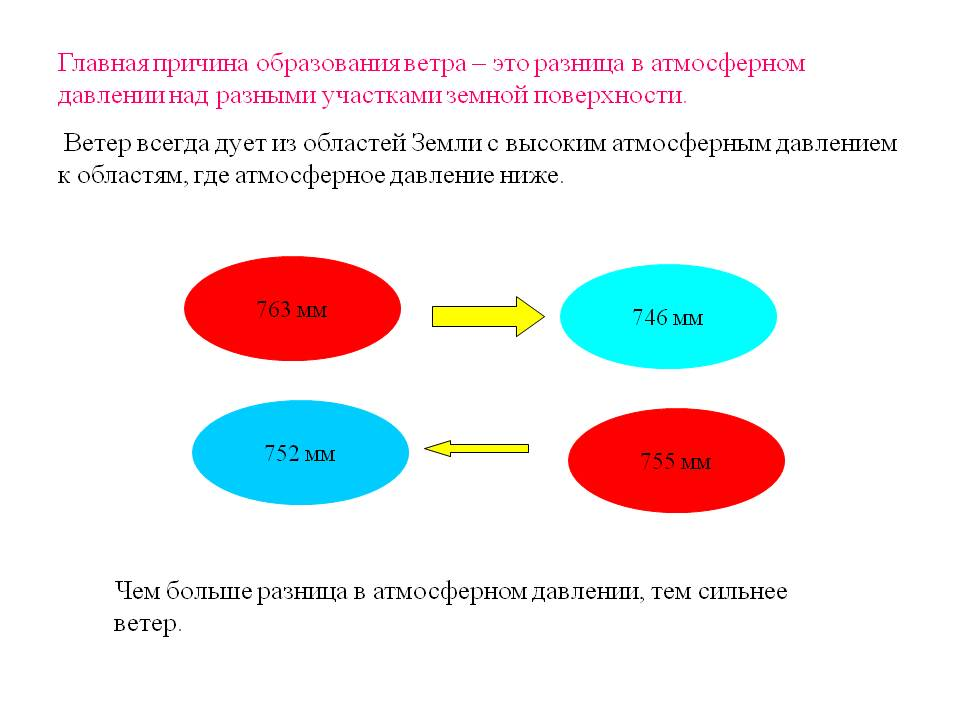 Главная причина образования ветра – это разница в атмосферном
давлении над разными участками земной поверхности.
Ветер всегда дует из областей Земли с высоким атмосферным давлением
к областям, где атмосферное давление ниже.
763 мм
746 мм
752 мм
755 мм
Чем больше разница в атмосферном давлении, тем сильнее
ветер.